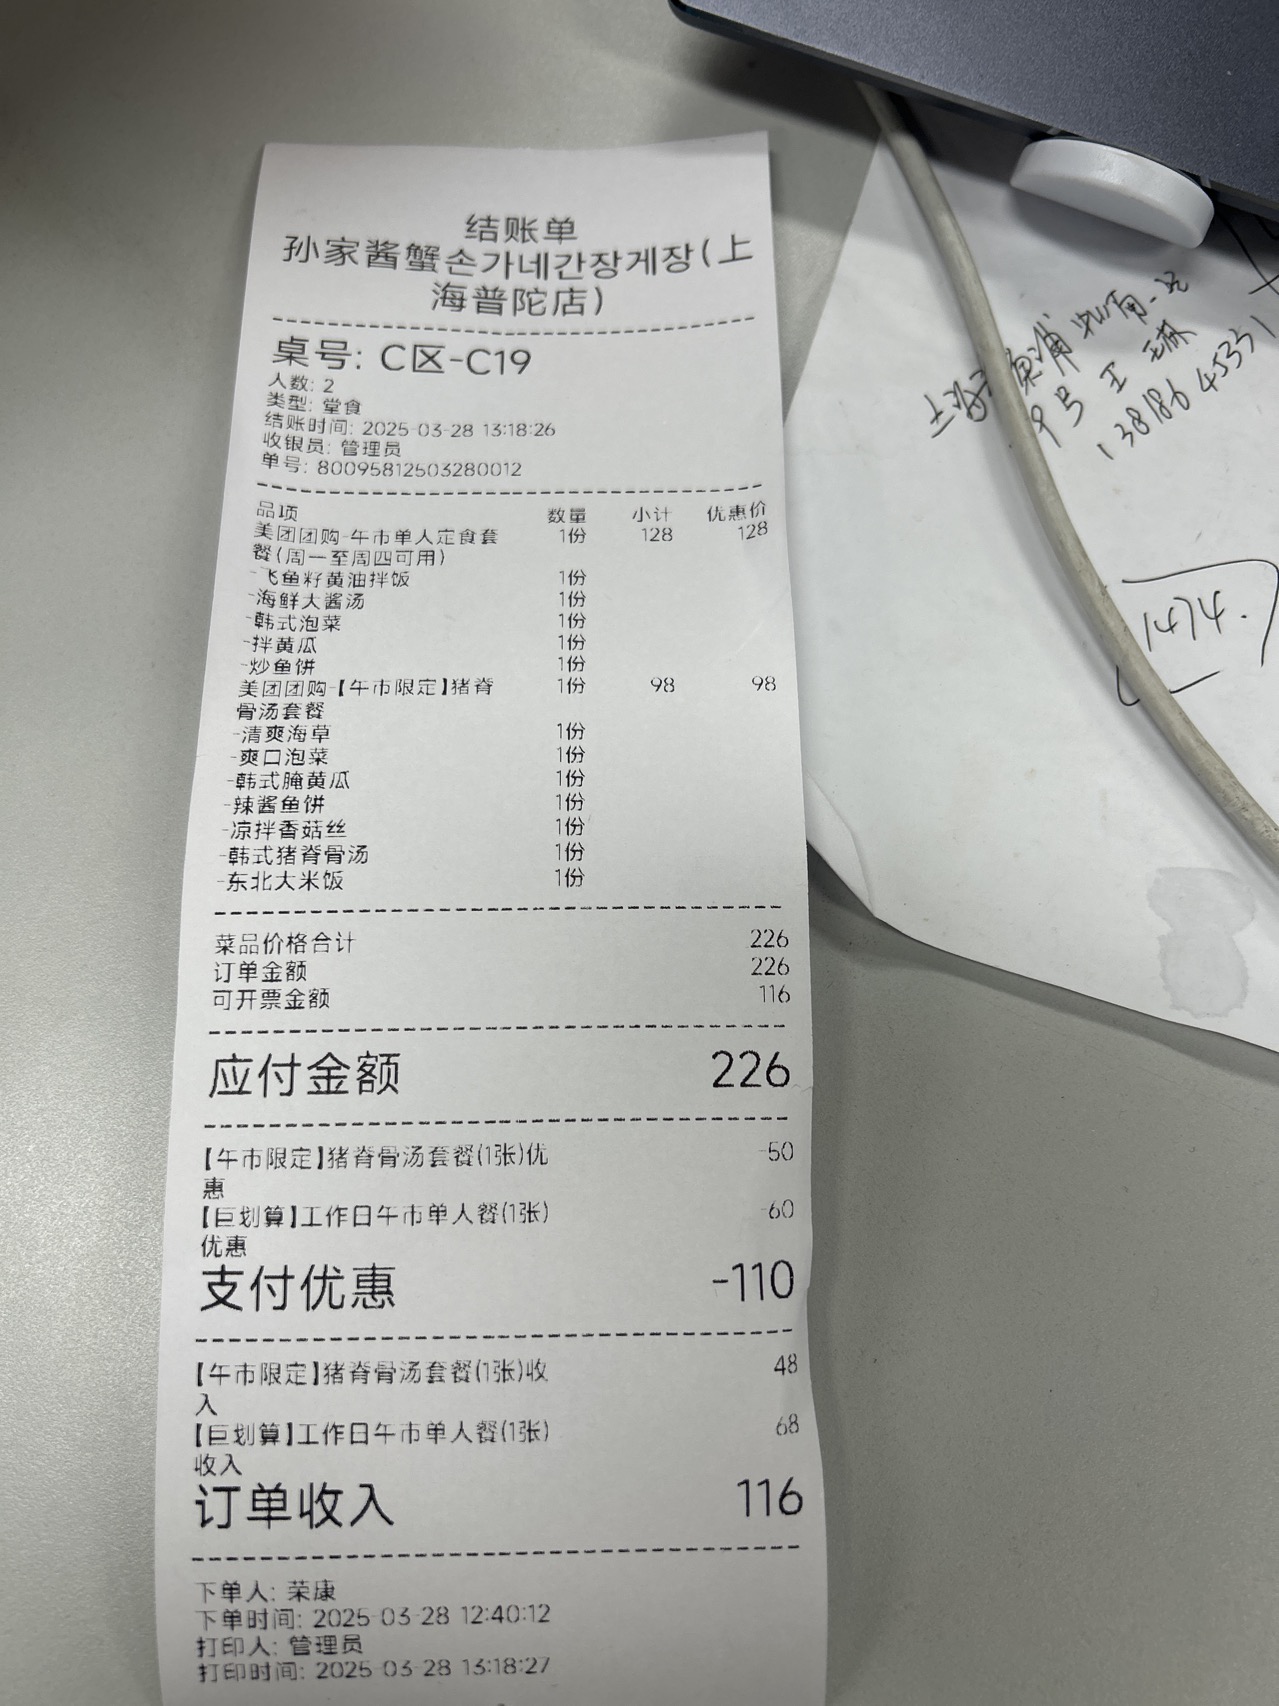 结账单
孙家酱蟹손가네간장게장(上
海普陀店)
桌号: C区-C19
人数: 2
类型: 堂食
结账时间: 2025-03-28 13:18:26
收银员: 管理员
单号: 80095812503280012
品项 数量 小计 优惠价
美团团购-午市单人定食套 1份 128 128
餐(周一至周四可用)
-飞鱼籽黄油拌饭 1份
-海鲜大酱汤 1份
-韩式泡菜 1份
-拌黄瓜 1份
-炒鱼饼 1份
美团团购-【午市限定】猪脊 1份 98 98
骨汤套餐
-清爽海草 1份
-爽口泡菜 1份
-韩式腌黄瓜 1份
-辣酱鱼饼 1份
-凉拌香菇丝 1份
-韩式猪脊骨汤 1份
-东北大米饭 1份
菜品价格合计 226
订单金额 226
可开票金额 116
应付金额 226
【午市限定】猪脊骨汤套餐(1张)优 -50
惠
【巨划算】工作日午市单人餐(1张) -60
优惠
支付优惠 -110
【午市限定】猪脊骨汤套餐(1张)收 48
入
【巨划算】工作日午市单人餐(1张) 68
收入
订单收入 116
下单人: 荣康
下单时间: 2025-03-28 12:40:12
打印人: 管理员
打印时间: 2025-03-28 13:18:27
9号 王
13818645351
1474.